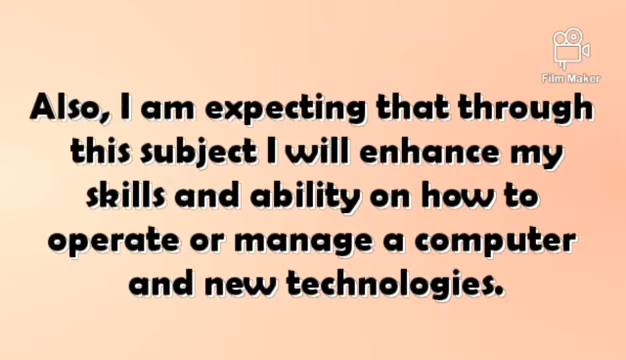 Film Maker
Also, I am expecting that through
this subject I will enhance my
skills and ability on how to
operate or manage a computer
and new technologies.